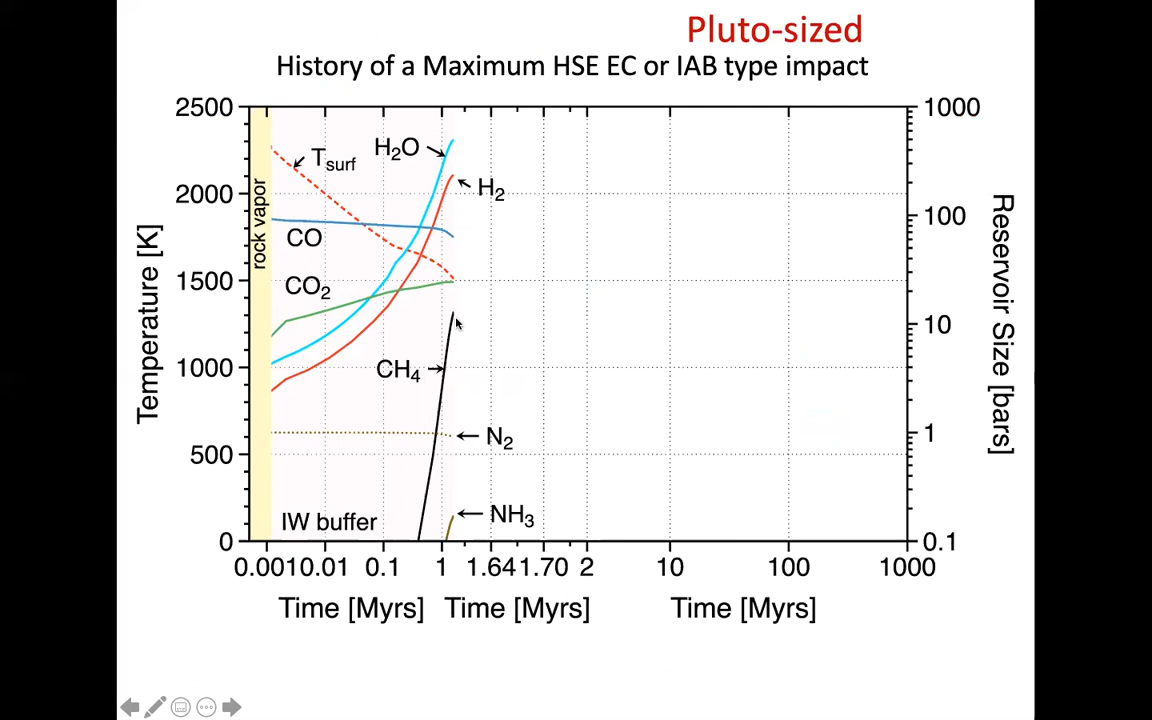 Pluto-sized
History of a Maximum HSE EC or IAB type impact
2500
2000
1500
1000
500
0
Temperature [K]
rock vapor
T_surf
H₂O
H₂
CO
CO₂
CH₄
N₂
NH₃
IW buffer
1000
100
10
1
0.1
Reservoir Size [bars]
0.001 0.01 0.1 1 1.64 1.70 2 10 100 1000
Time [Myrs] Time [Myrs] Time [Myrs]